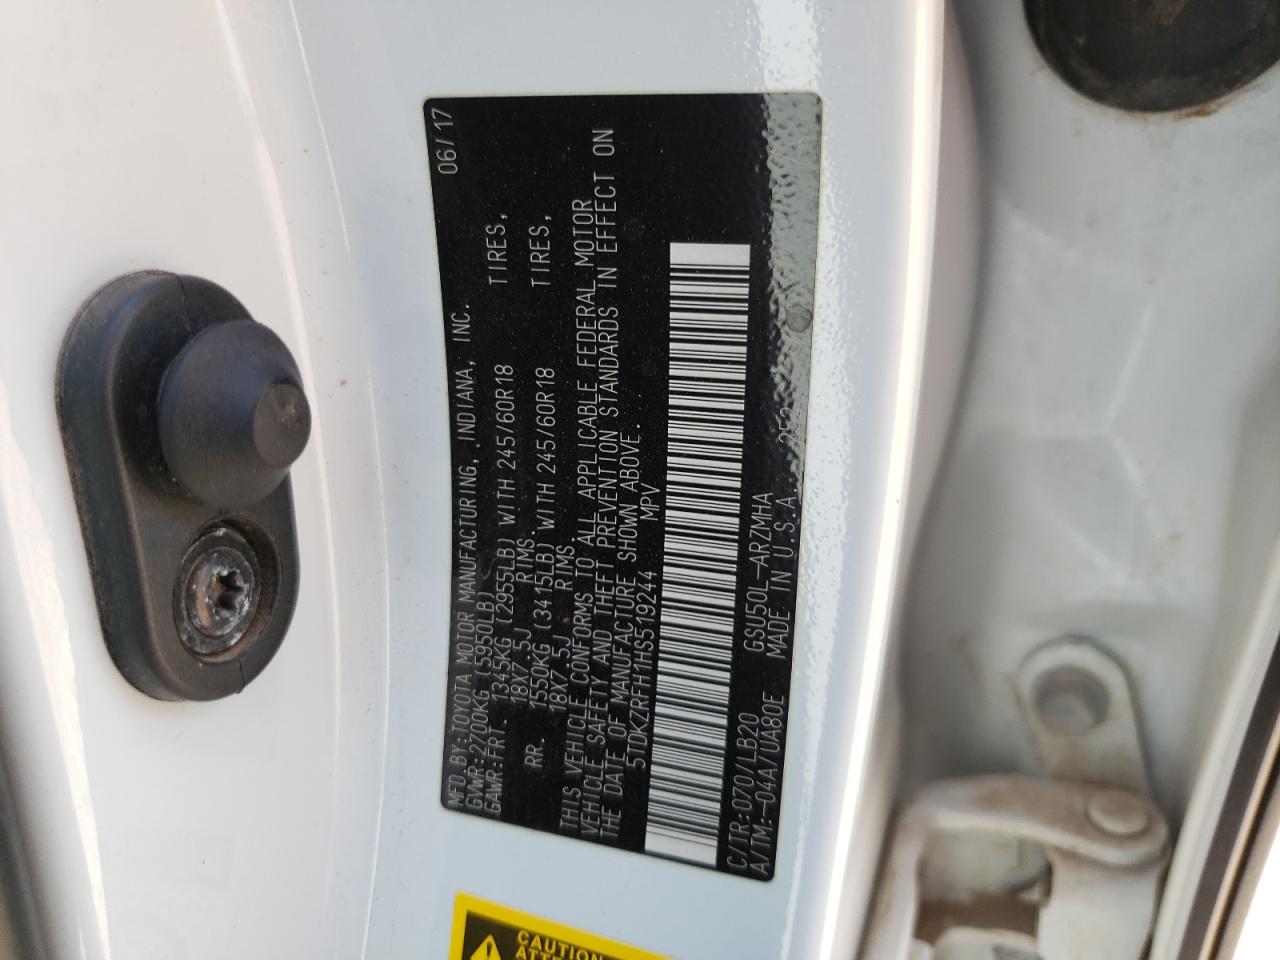 MFD.BY:TOYOTA MOTOR MANUFACTURING, INDIANA, INC. 06/17
GVWR:2700KG (5950LB)
GAWR:FRT. 1345KG (2955LB) WITH 245/60R18 TIRES,
18X7.5J RIMS
RR. 1550KG (3415LB) WITH 245/60R18 TIRES,
18X7.5J RIMS
THIS VEHICLE CONFORMS TO ALL APPLICABLE FEDERAL MOTOR
VEHICLE SAFETY AND THEFT PREVENTION STANDARDS IN EFFECT ON
THE DATE OF MANUFACTURE SHOWN ABOVE.
5TDKZRFH1HS519244 MPV
C/TR:070/LB20 GSU50L-ARZMHA 252
A/TM:-04A/UA80E MADE IN U.S.A
CAUTION